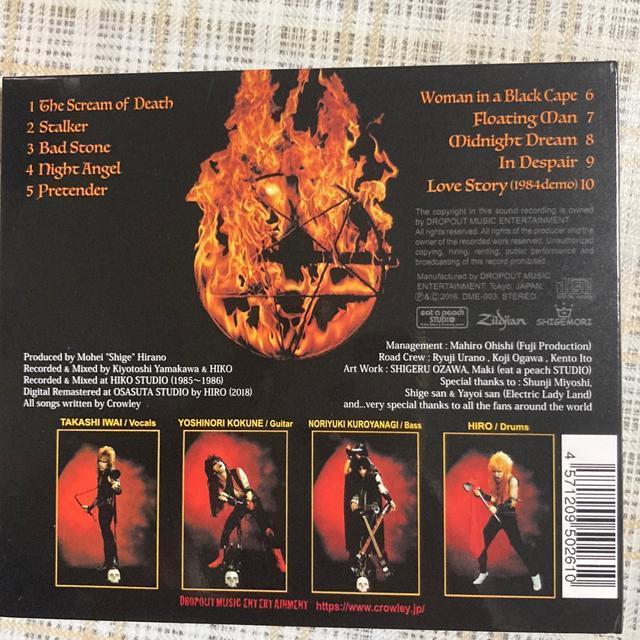 1 The Scream of Death
2 Stalker
3 Bad Stone
4 Night Angel
5 Pretender
Woman in a Black Cape 6
Floating Man 7
Midnight Dream 8
In Despair 9
Love Story (1984demo) 10
The copyright in this sound recording is owned
by DROPOUT MUSIC ENTERTAINMENT.
All rights reserved. All rights of the producer and the
owner of the recorded work reserved. Unauthorized
copying, hiring, renting, public performance and
broadcasting of this record prohibited.
Manufactured by DROPOUT MUSIC
ENTERTAINMENT, Tokyo, JAPAN.
℗&© 2018. DME-003. STEREO.
eat a peach
STUDIO
Zildjian
SHIGEMORI
Produced by Mohei "Shige" Hirano
Recorded & Mixed by Kiyotoshi Yamakawa & HIKO
Recorded & Mixed at HIKO STUDIO (1985~1986)
Digital Remastered at OSASUTA STUDIO by HIRO (2018)
All songs written by Crowley
Management : Mahiro Ohishi (Fuji Production)
Road Crew : Ryuji Urano , Koji Ogawa , Kento Ito
Art Work : SHIGERU OZAWA, Maki (eat a peach STUDIO)
Special thanks to : Shunji Miyoshi,
Shige san & Yayoi san (Electric Lady Land)
and...very special thanks to all the fans around the world
TAKASHI IWAI / Vocals
YOSHINORI KOKUNE / Guitar
NORIYUKI KUROYANAGI / Bass
HIRO / Drums
4 571209 502610
DROPOUT MUSIC ENTERTAINMENT https://www.crowley.jp/